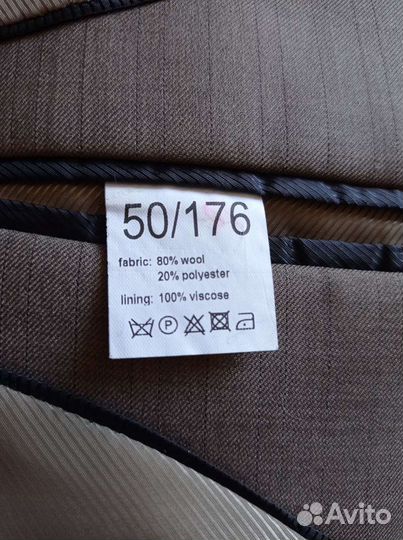 50/176
fabric: 80% wool
20% polyester
lining: 100% viscose
P
Avito